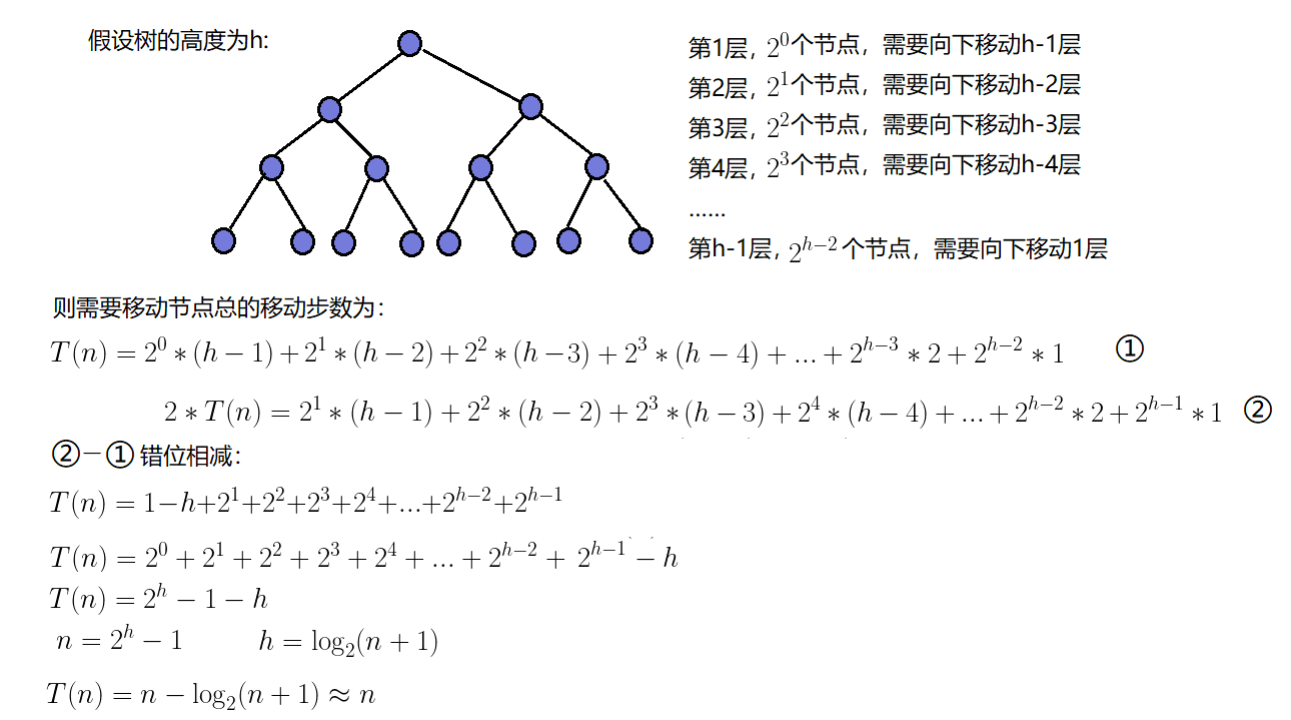 假设树的高度为h:
第1层，2^0个节点，需要向下移动h-1层
第2层，2^1个节点，需要向下移动h-2层
第3层，2^2个节点，需要向下移动h-3层
第4层，2^3个节点，需要向下移动h-4层
......
第h-1层，2^{h-2}个节点，需要向下移动1层
则需要移动节点总的移动步数为：
T(n) = 2^0 * (h - 1) + 2^1 * (h - 2) + 2^2 * (h - 3) + 2^3 * (h - 4) + ... + 2^{h-3} * 2 + 2^{h-2} * 1 ①
2 * T(n) = 2^1 * (h - 1) + 2^2 * (h - 2) + 2^3 * (h - 3) + 2^4 * (h - 4) + ... + 2^{h-2} * 2 + 2^{h-1} * 1 ②
②－① 错位相减：
T(n) = 1 - h + 2^1 + 2^2 + 2^3 + 2^4 + ... + 2^{h-2} + 2^{h-1}
T(n) = 2^0 + 2^1 + 2^2 + 2^3 + 2^4 + ... + 2^{h-2} + 2^{h-1} - h
T(n) = 2^h - 1 - h
n = 2^h - 1 h = log_2(n + 1)
T(n) = n - log_2(n + 1) ≈ n